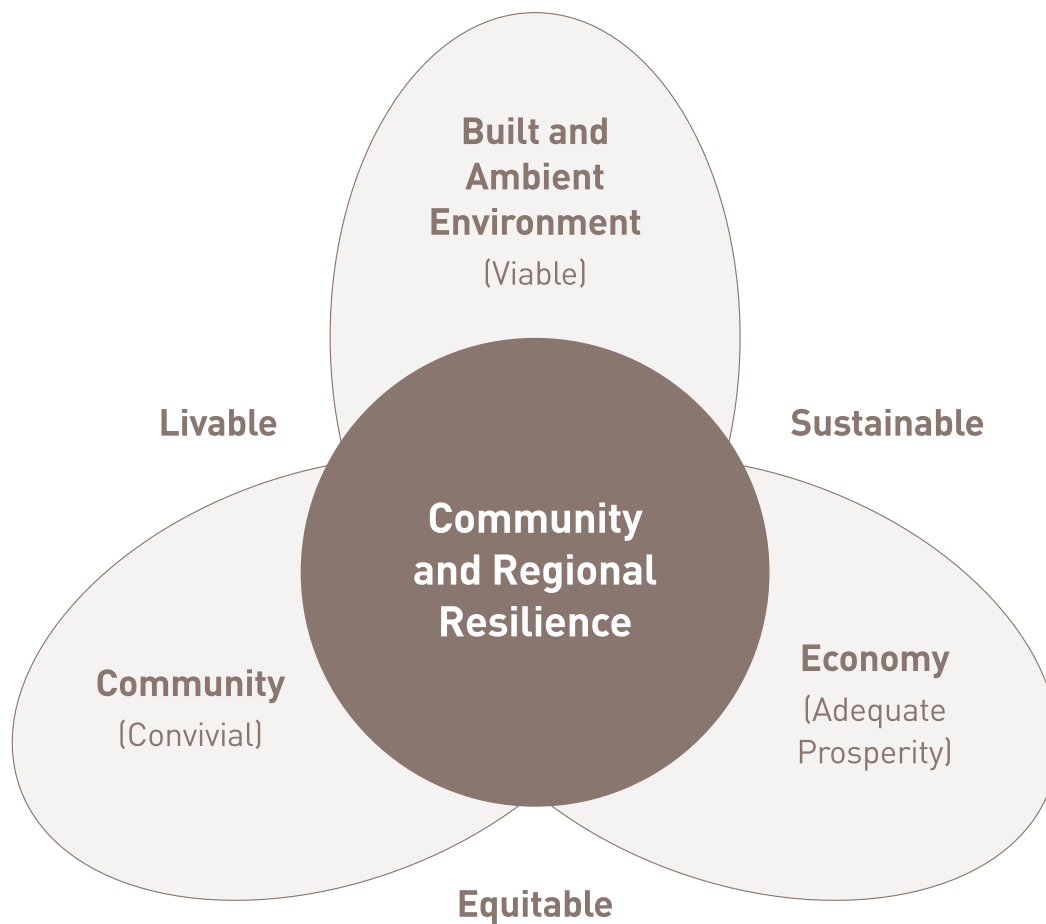 Built and
Ambient
Environment
(Viable)
Livable
Sustainable
Community
and Regional
Resilience
Community
(Convivial)
Economy
(Adequate
Prosperity)
Equitable